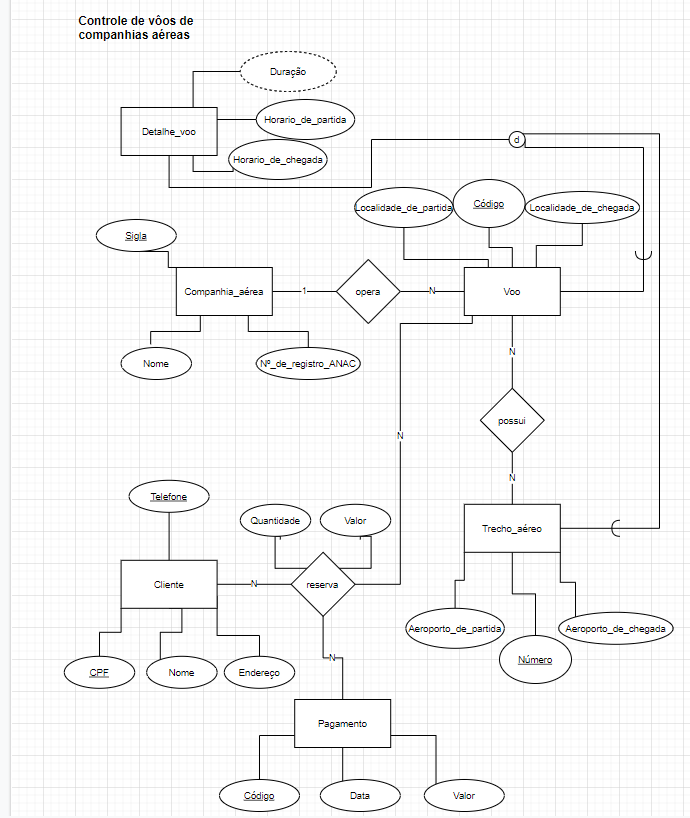 Controle de vôos de
companhias aéreas
Duração
Horario_de_partida
Detalhe_voo
Horario_de_chegada
d
Localidade_de_partida
Código
Localidade_de_chegada
Sigla
Companhia_aérea
1
opera
N
Voo
Nome
Nº_de_registro_ANAC
N
possui
N
N
Telefone
Quantidade
Valor
Trecho_aéreo
Cliente
N
reserva
Aeroporto_de_partida
Aeroporto_de_chegada
Número
CPF
Nome
Endereço
N
Pagamento
Código
Data
Valor